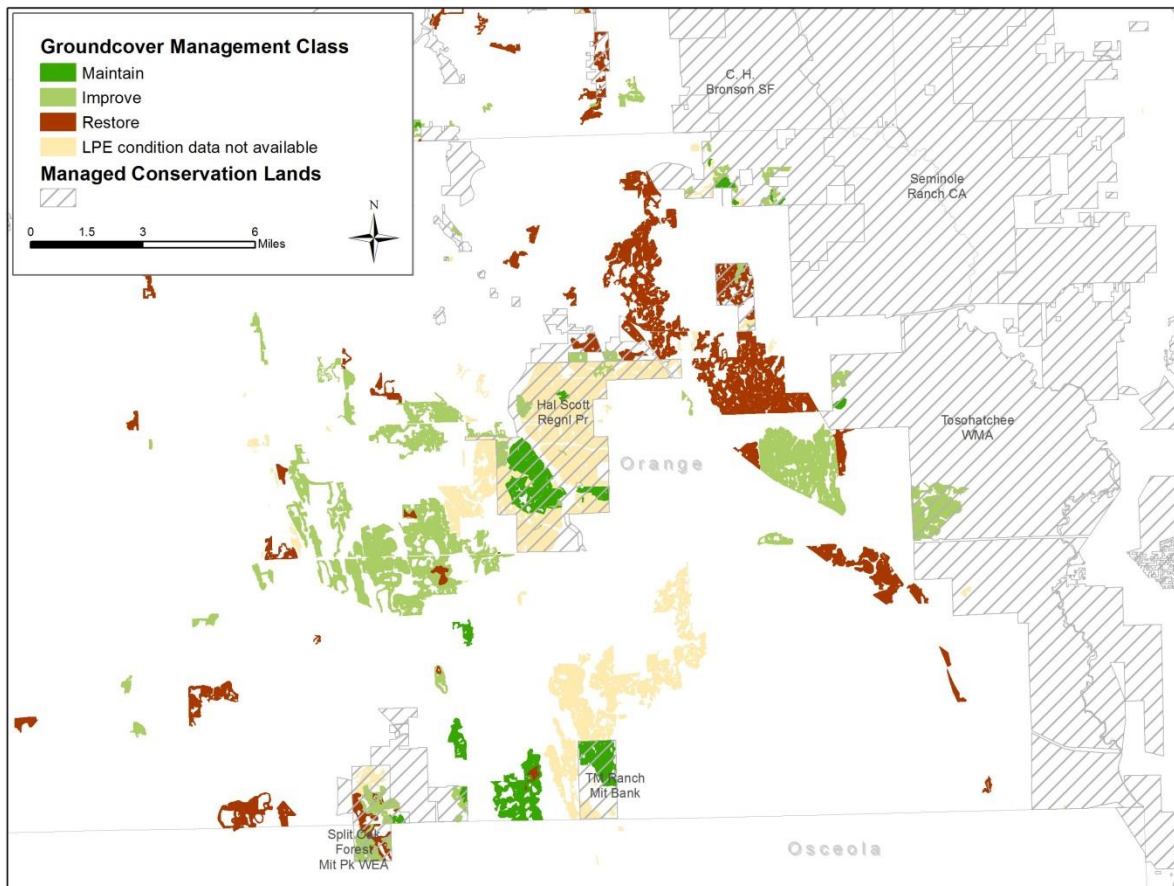 Groundcover Management Class
Maintain
Improve
Restore
LPE condition data not available
Managed Conservation Lands
N
0 1.5 3 6
Miles
C. H.
Bronson SF
Seminole
Ranch CA
Hal Scott
Regnl Pr
Tosohatchee
WMA
Orange
TM Ranch
Mit Bank
Split Oak
Forest
Mit Pk WEA
Osceola